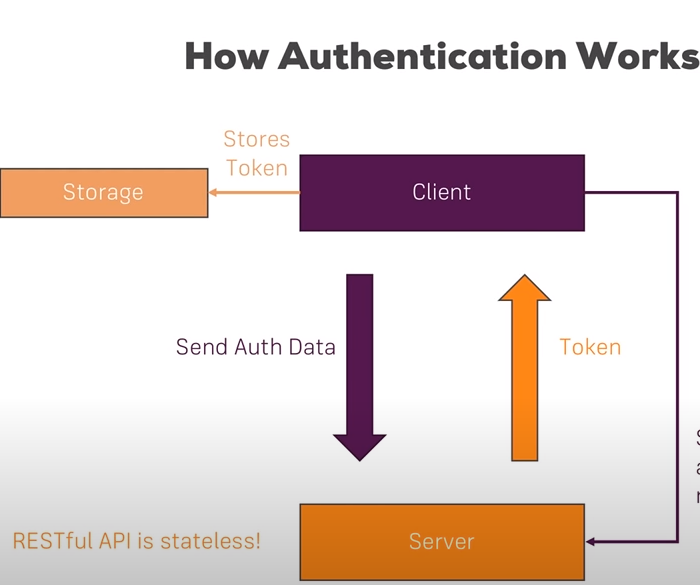 How Authentication Works
Stores
Token
Storage
Client
Send Auth Data
Token
RESTful API is stateless!
Server